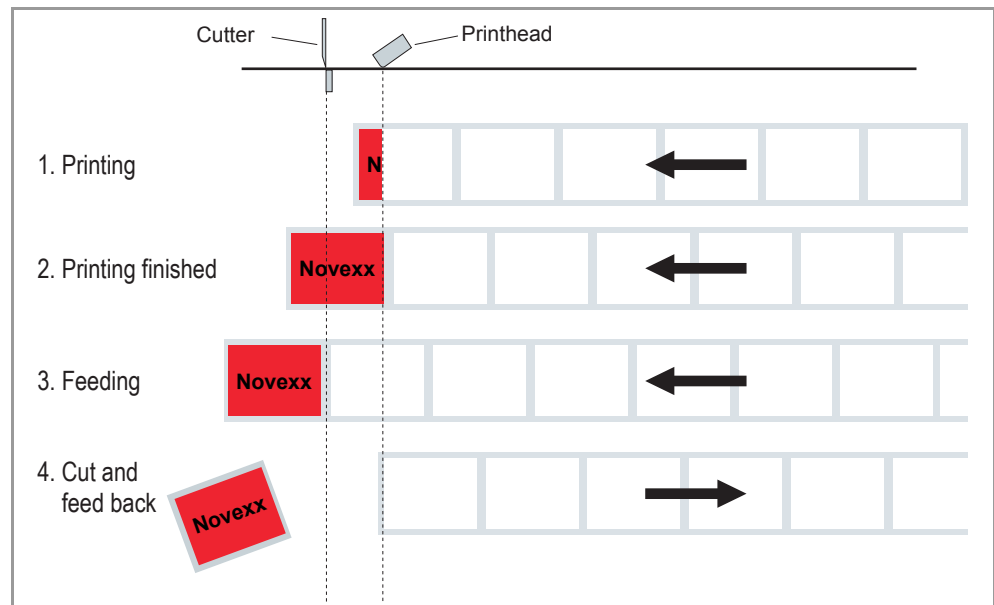 Cutter
Printhead
1. Printing
N
2. Printing finished
Novexx
3. Feeding
Novexx
4. Cut and
feed back
Novexx